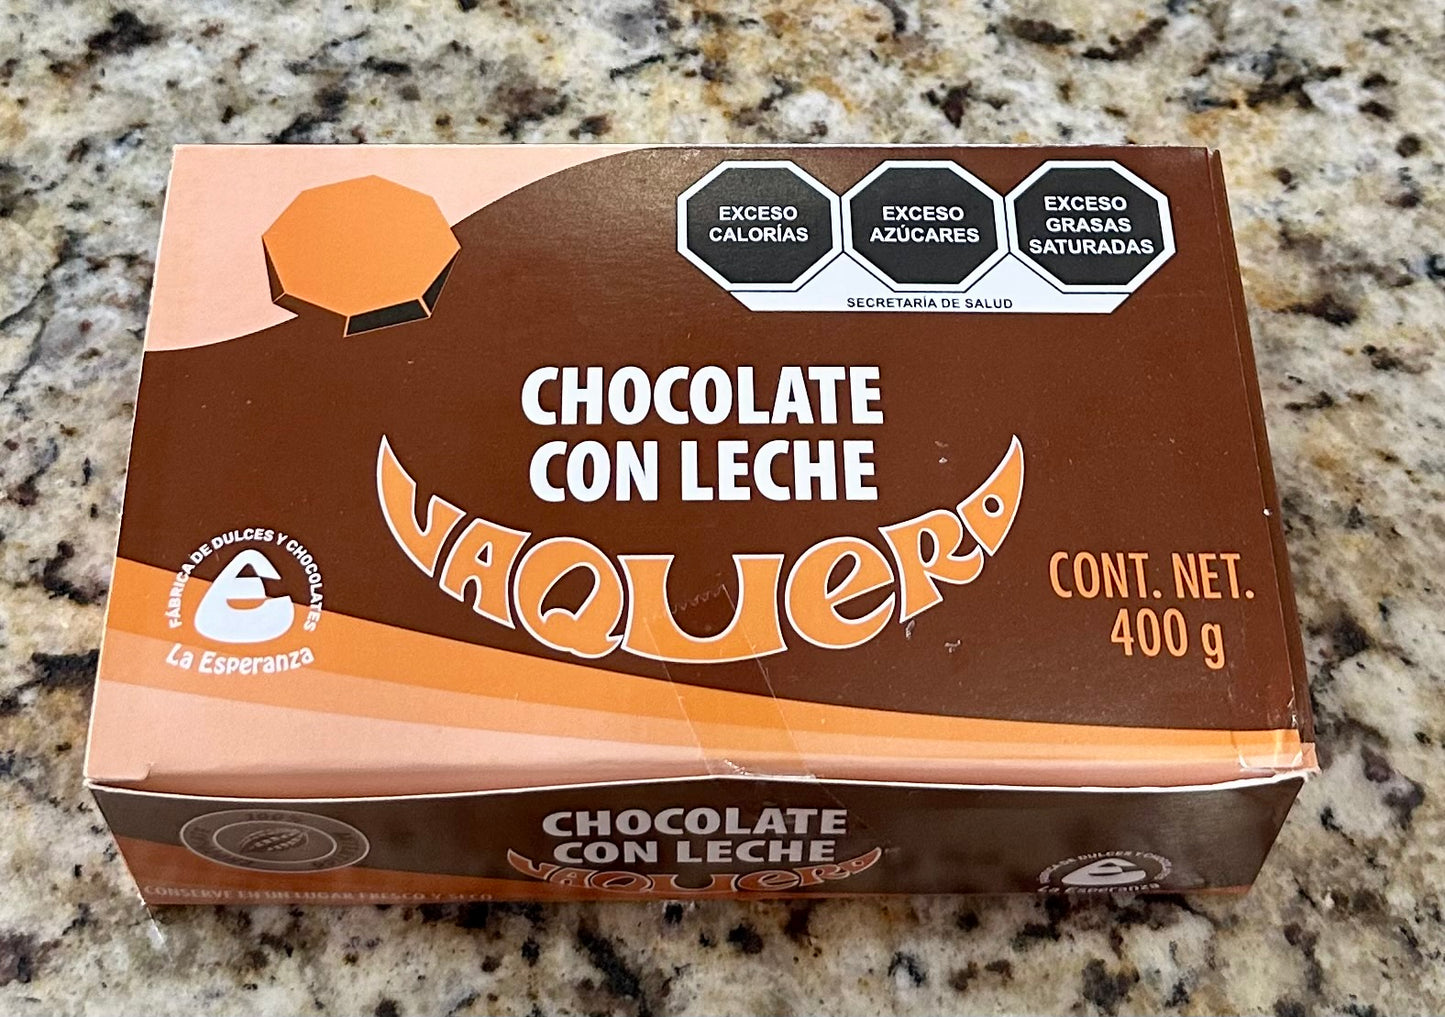 EXCESO
CALORÍAS
EXCESO
AZÚCARES
EXCESO
GRASAS
SATURADAS
SECRETARÍA DE SALUD
CHOCOLATE
CON LECHE
VAQUERO
FÁBRICA DE DULCES Y CHOCOLATES
La Esperanza
CONT. NET.
400 g
CHOCOLATE
CON LECHE
VAQUERO
CONSERVE EN UN LUGAR FRESCO Y SECO
La Esperanza